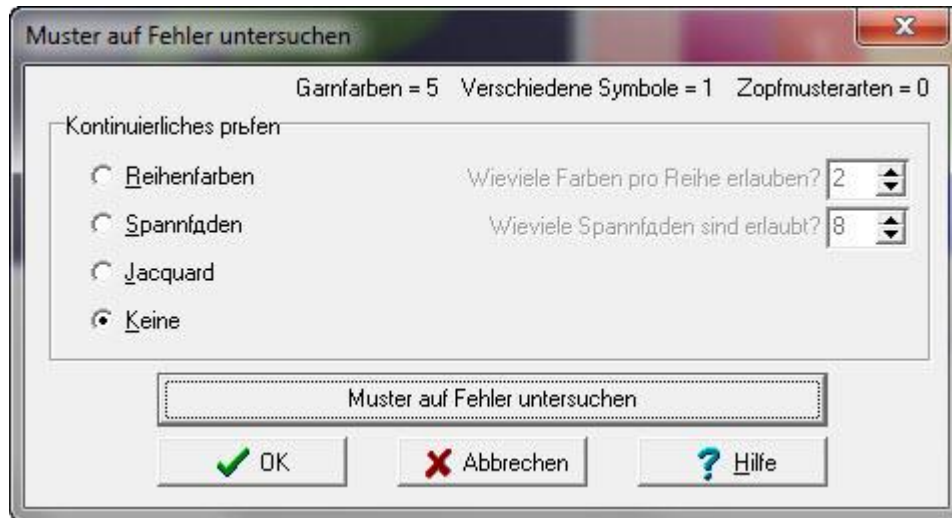 Muster auf Fehler untersuchen
Garnfarben = 5 Verschiedene Symbole = 1 Zopfmusterarten = 0
Kontinuierliches prьfen
Reihenfarben Wieviele Farben pro Reihe erlauben? 2
Spannfдden Wieviele Spannfдden sind erlaubt? 8
Jacquard
Keine
Muster auf Fehler untersuchen
OK Abbrechen Hilfe